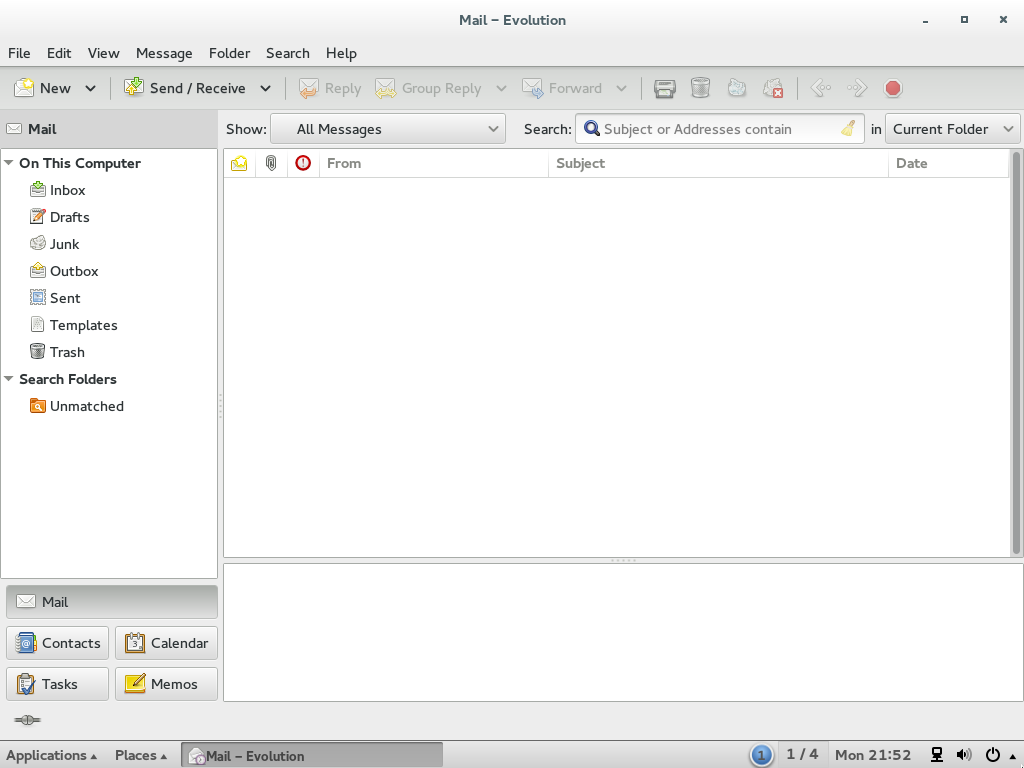 Mail – Evolution
File Edit View Message Folder Search Help
New Send / Receive Reply Group Reply Forward
Mail Show: All Messages Search: Subject or Addresses contain in Current Folder
On This Computer From Subject Date
Inbox
Drafts
Junk
Outbox
Sent
Templates
Trash
Search Folders
Unmatched
Mail
Contacts Calendar
Tasks Memos
Applications Places Mail – Evolution 1 1 / 4 Mon 21:52